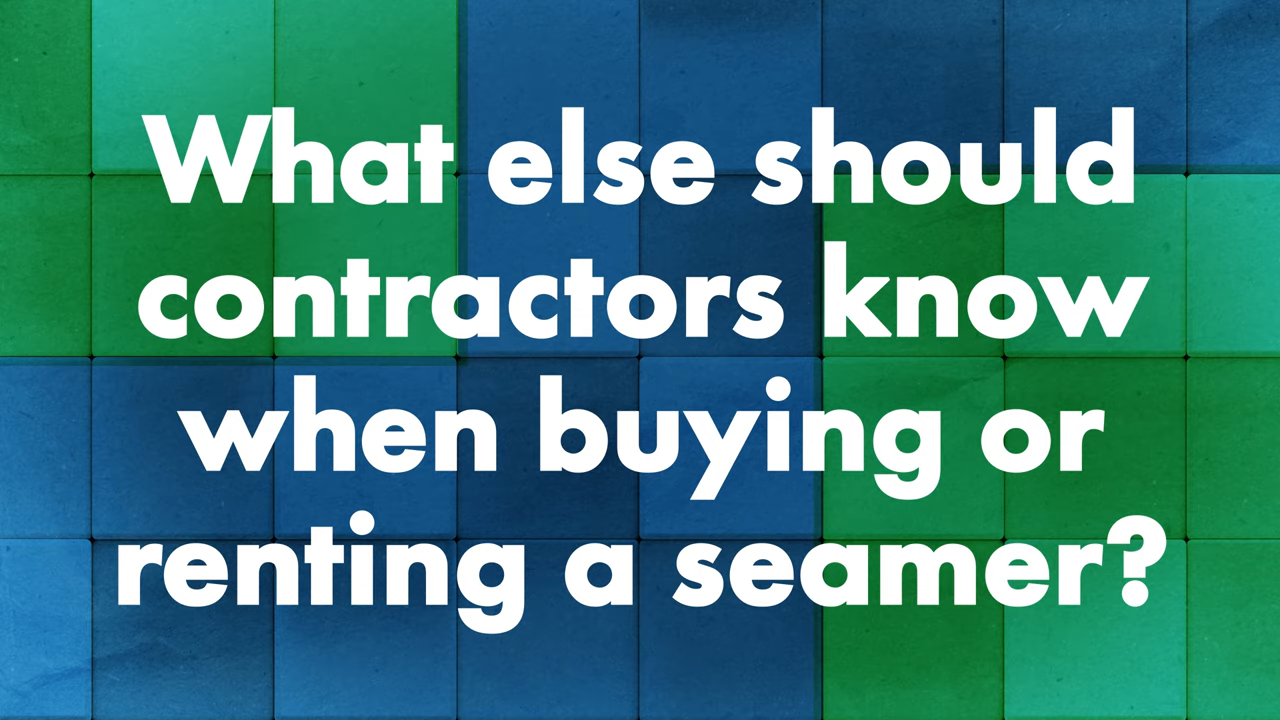 What else should
contractors know
when buying or
renting a seamer?